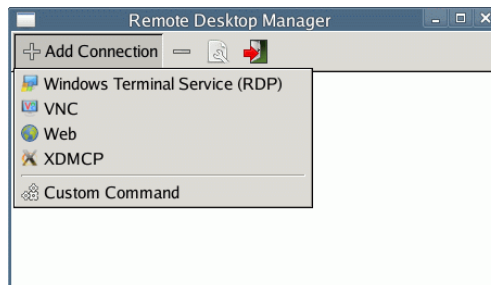 Remote Desktop Manager
Add Connection
Windows Terminal Service (RDP)
VNC
Web
XDMCP
Custom Command